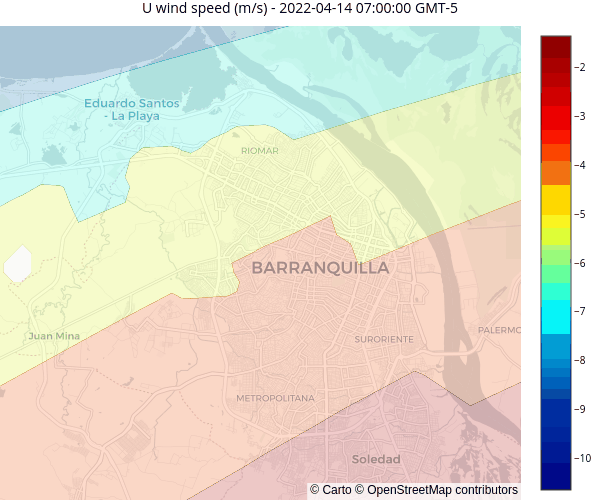 U wind speed (m/s) - 2022-04-14 07:00:00 GMT-5
Eduardo Santos
- La Playa
RIOMAR
BARRANQUILLA
Juan Mina
SURORIENTE
PALERMO
METROPOLITANA
Soledad
© Carto © OpenStreetMap contributors
−2
−3
−4
−5
−6
−7
−8
−9
−10